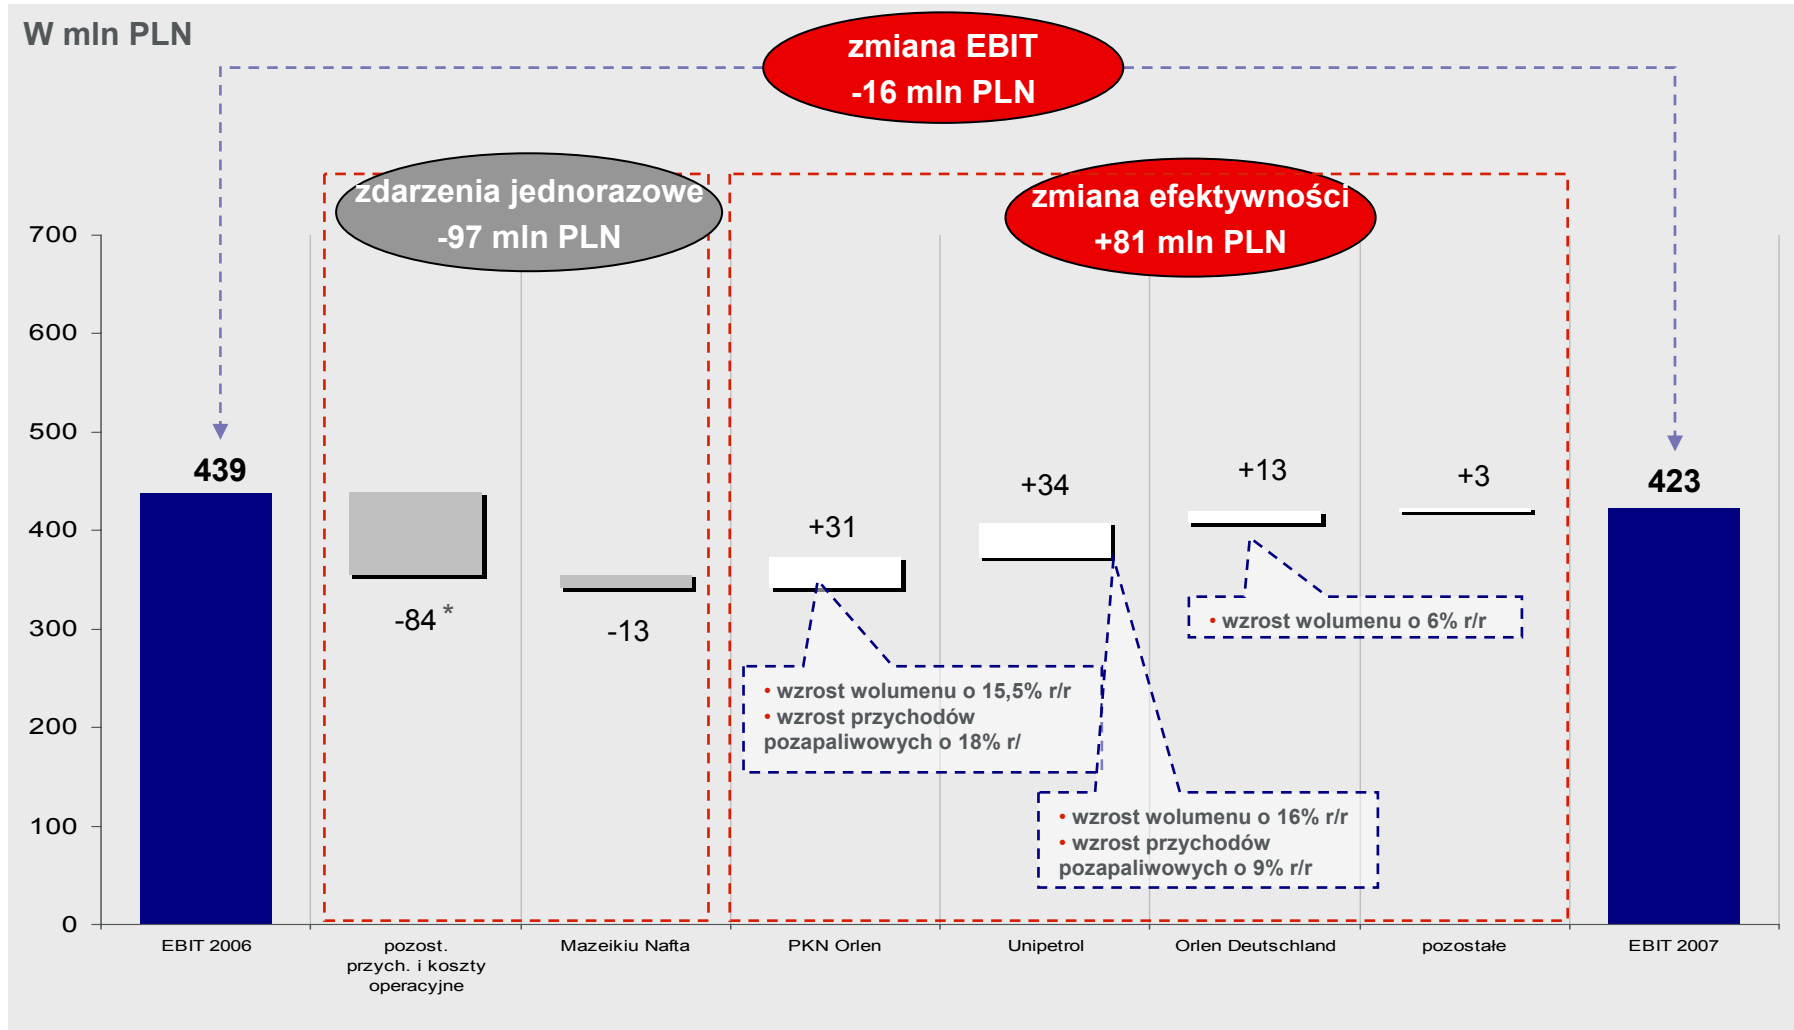 W mln PLN
zmiana EBIT
-16 mln PLN
zdarzenia jednorazowe
-97 mln PLN
zmiana efektywności
+81 mln PLN
700
600
500
400
300
200
100
0
439
-84 *
-13
+31
+34
+13
+3
423
• wzrost wolumenu o 6% r/r
• wzrost wolumenu o 15,5% r/r
• wzrost przychodów
pozapaliwowych o 18% r/
• wzrost wolumenu o 16% r/r
• wzrost przychodów
pozapaliwowych o 9% r/r
EBIT 2006
pozost.
przych. i koszty
operacyjne
Mazeikiu Nafta
PKN Orlen
Unipetrol
Orlen Deutschland
pozostałe
EBIT 2007